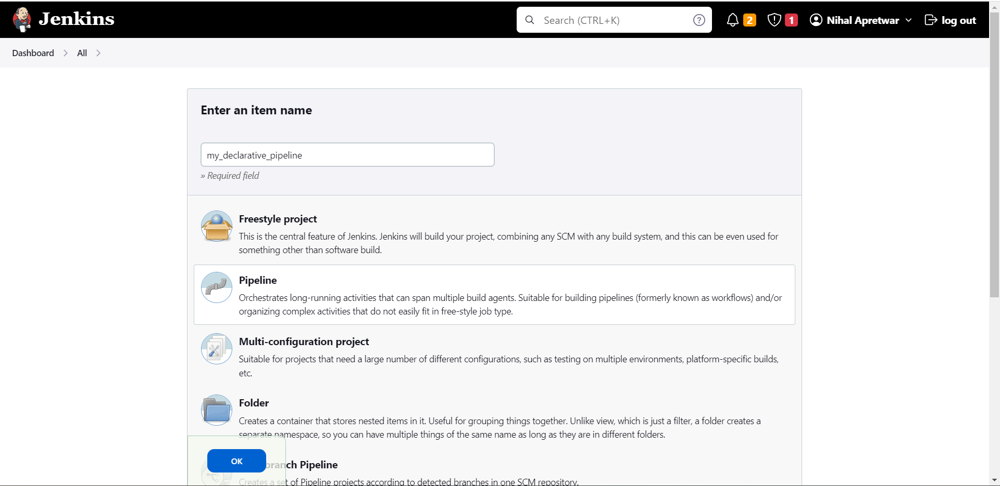 Jenkins
Search (CTRL+K)
?
2
1
Nihal Apretwar
log out
Dashboard
All
Enter an item name
my_declarative_pipeline
» Required field
Freestyle project
This is the central feature of Jenkins. Jenkins will build your project, combining any SCM with any build system, and this can be even used for
something other than software build.
Pipeline
Orchestrates long-running activities that can span multiple build agents. Suitable for building pipelines (formerly known as workflows) and/or
organizing complex activities that do not easily fit in free-style job type.
Multi-configuration project
Suitable for projects that need a large number of different configurations, such as testing on multiple environments, platform-specific builds,
etc.
Folder
Creates a container that stores nested items in it. Useful for grouping things together. Unlike view, which is just a filter, a folder creates a
separate namespace, so you can have multiple things of the same name as long as they are in different folders.
OK
branch Pipeline
Creates a set of Pipeline projects according to detected branches in one SCM repository.